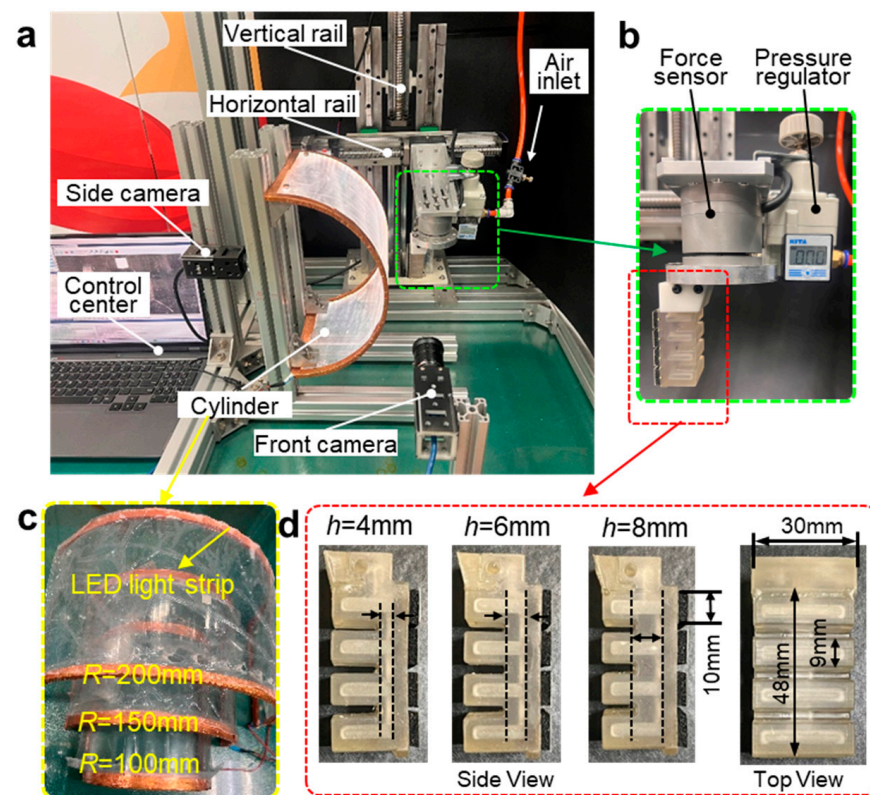 a
Vertical rail
Air
inlet
Horizontal rail
Side camera
Control
center
Cylinder
Front camera
b
Force
sensor
Pressure
regulator
c
LED light strip
R=200mm
R=150mm
R=100mm
d
h=4mm
h=6mm
h=8mm
30mm
10mm
48mm
9mm
Side View
Top View